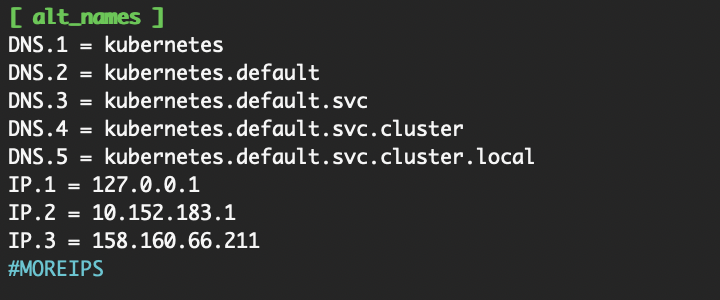 [ alt_names ]
DNS.1 = kubernetes
DNS.2 = kubernetes.default
DNS.3 = kubernetes.default.svc
DNS.4 = kubernetes.default.svc.cluster
DNS.5 = kubernetes.default.svc.cluster.local
IP.1 = 127.0.0.1
IP.2 = 10.152.183.1
IP.3 = 158.160.66.211
#MOREIPS